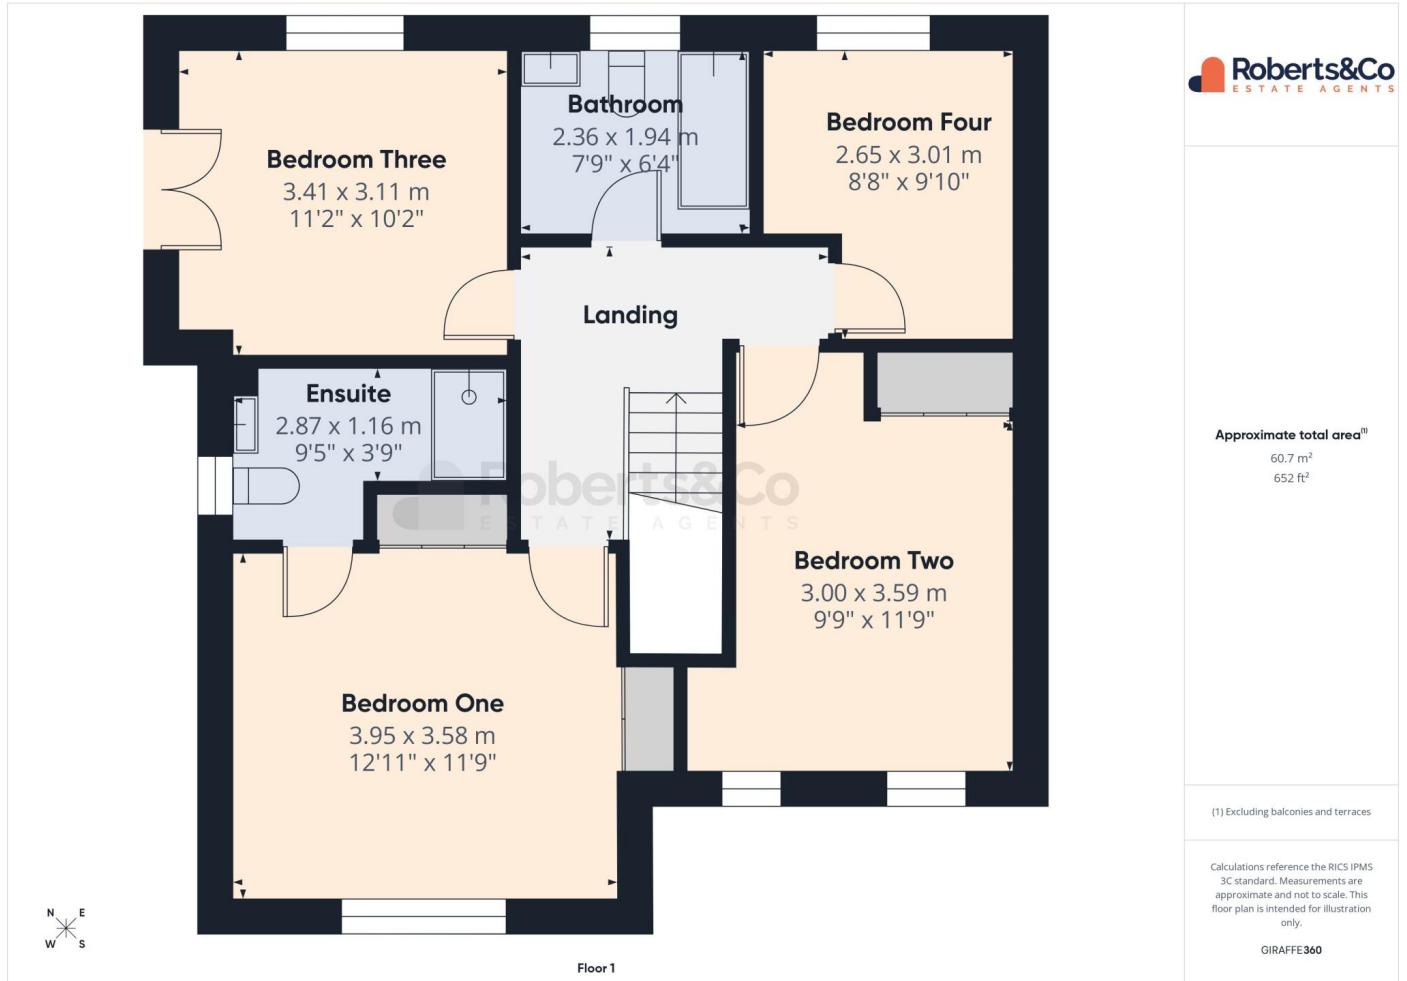 Bedroom Three
3.41 x 3.11 m
11'2" x 10'2"
Bathroom
2.36 x 1.94 m
7'9" x 6'4"
Bedroom Four
2.65 x 3.01 m
8'8" x 9'10"
Landing
Ensuite
2.87 x 1.16 m
9'5" x 3'9"
Roberts&Co
ESTATE AGENTS
Bedroom Two
3.00 x 3.59 m
9'9" x 11'9"
Bedroom One
3.95 x 3.58 m
12'11" x 11'9"
N E
W S
Floor 1
Roberts&Co
ESTATE AGENTS
Approximate total area(1)
60.7 m²
652 ft²
(1) Excluding balconies and terraces
Calculations reference the RICS IPMS
3C standard. Measurements are
approximate and not to scale. This
floor plan is intended for illustration
only.
GIRAFFE360